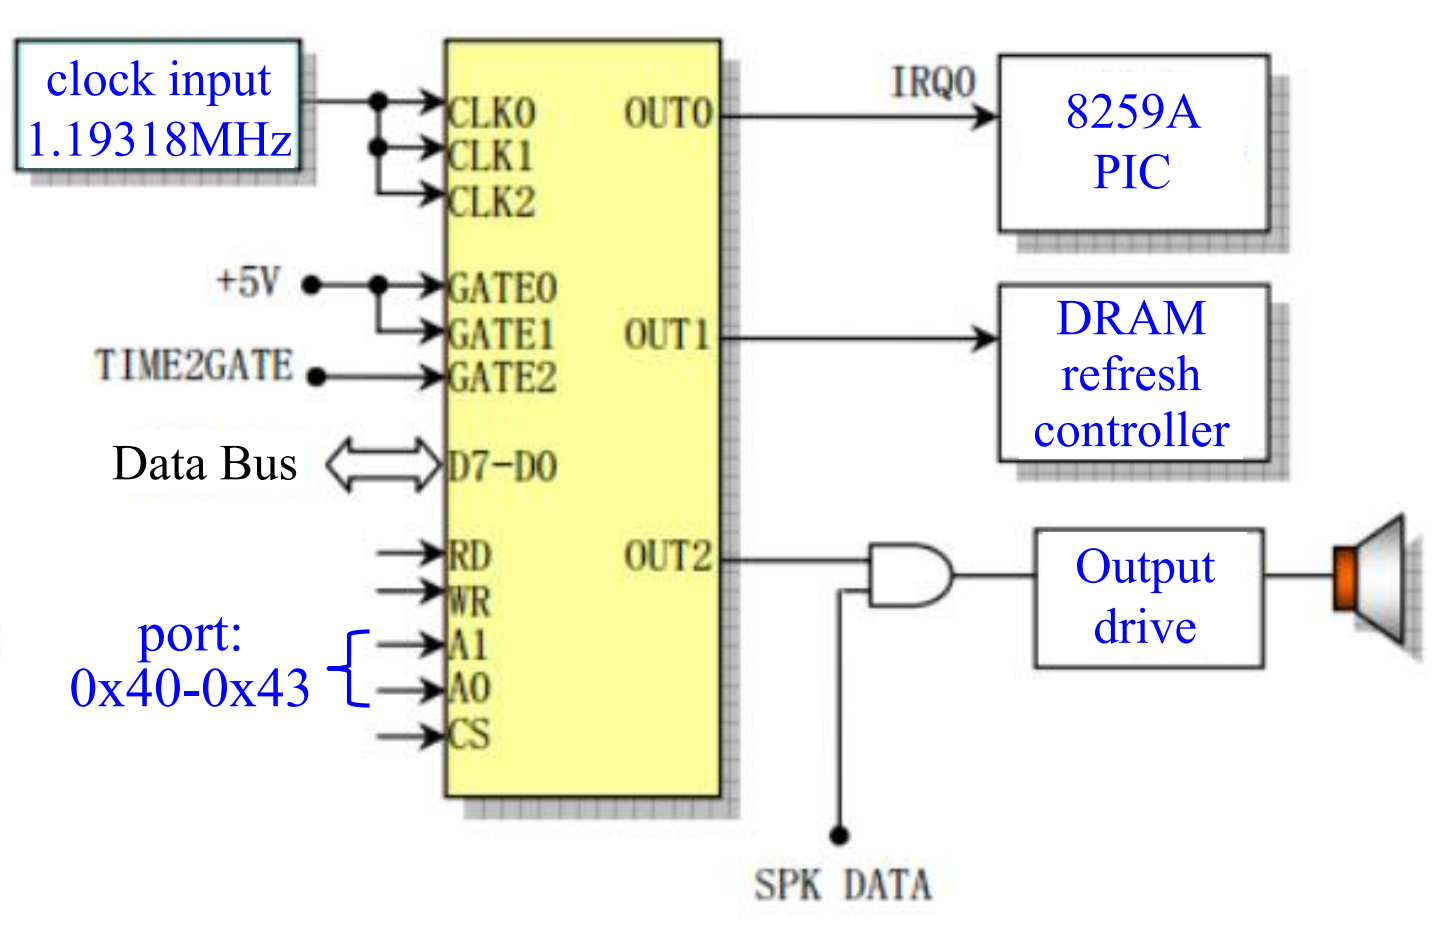 clock input
1.19318MHz
CLK0
CLK1
CLK2
+5V
GATE0
GATE1
TIME2GATE
GATE2
Data Bus
D7-D0
RD
WR
port:
0x40-0x43
A1
A0
CS
OUT0
IRQ0
8259A
PIC
OUT1
DRAM
refresh
controller
OUT2
Output
drive
SPK DATA